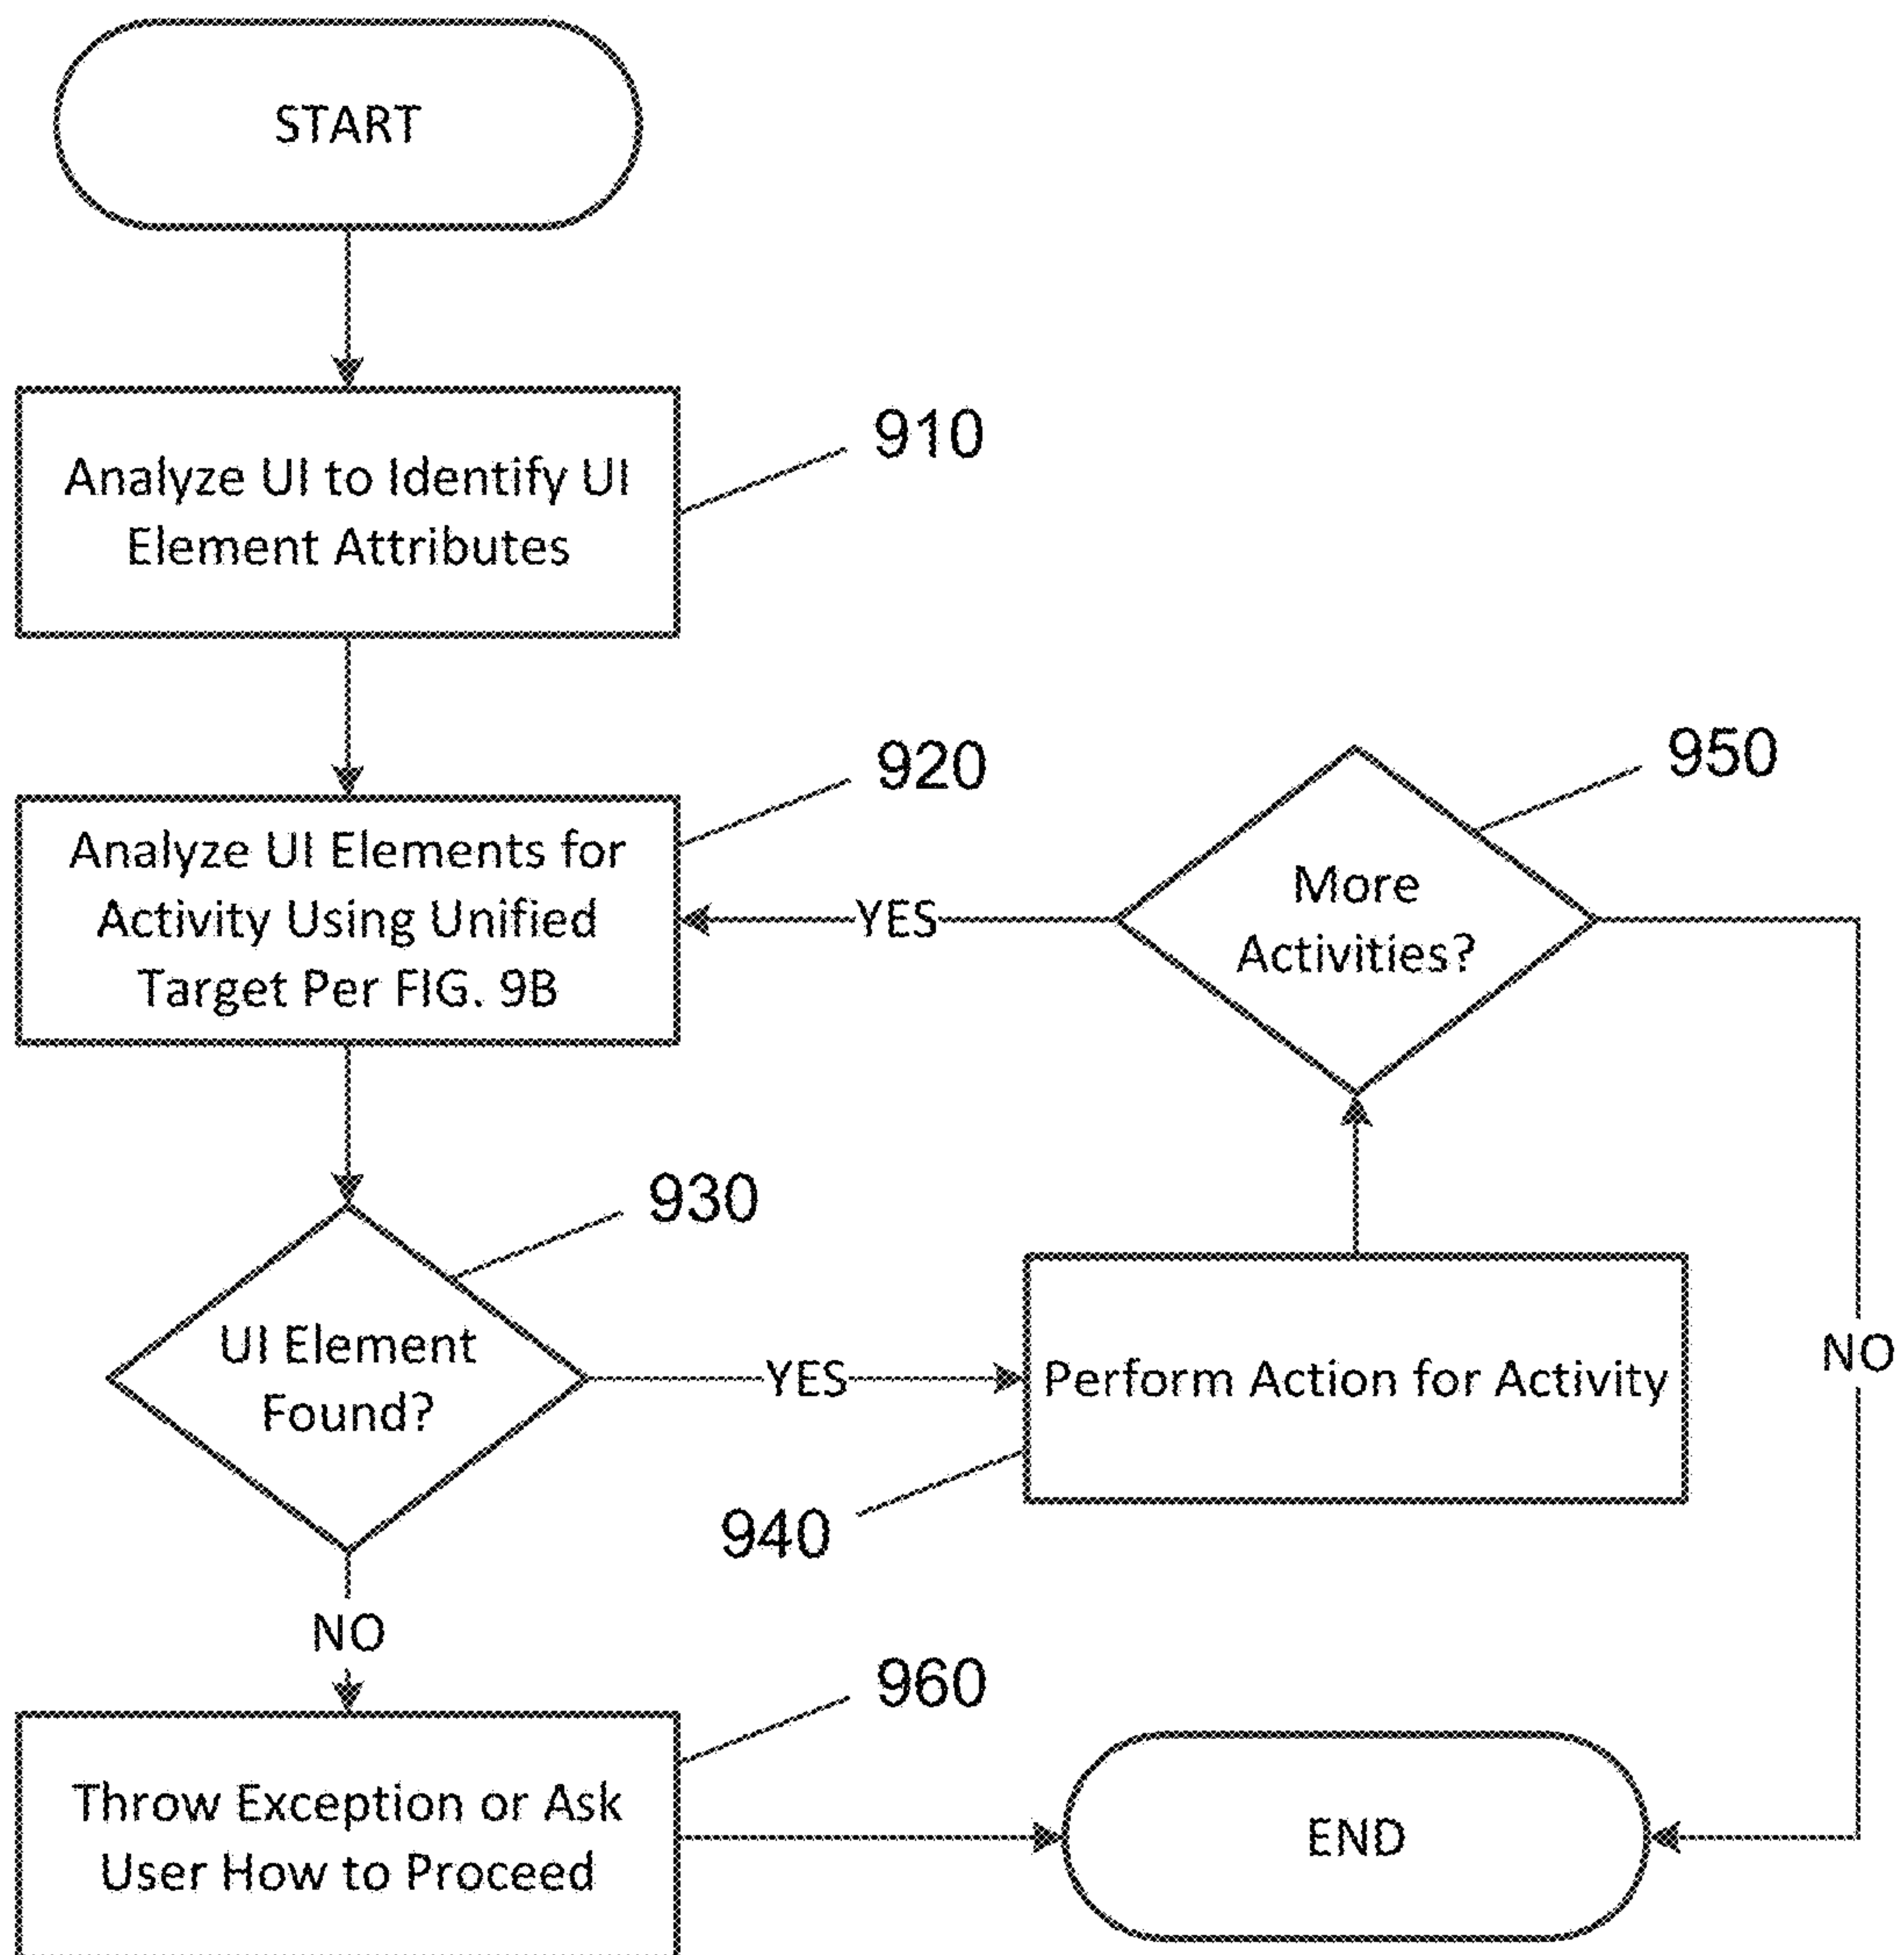 START
Analyze UI to Identify UI
Element Attributes
910
Analyze UI Elements for
Activity Using Unified
Target Per FIG. 9B
920
YES
More
Activities?
950
UI Element
Found?
930
YES
Perform Action for Activity
940
NO
NO
Throw Exception or Ask
User How to Proceed
960
END